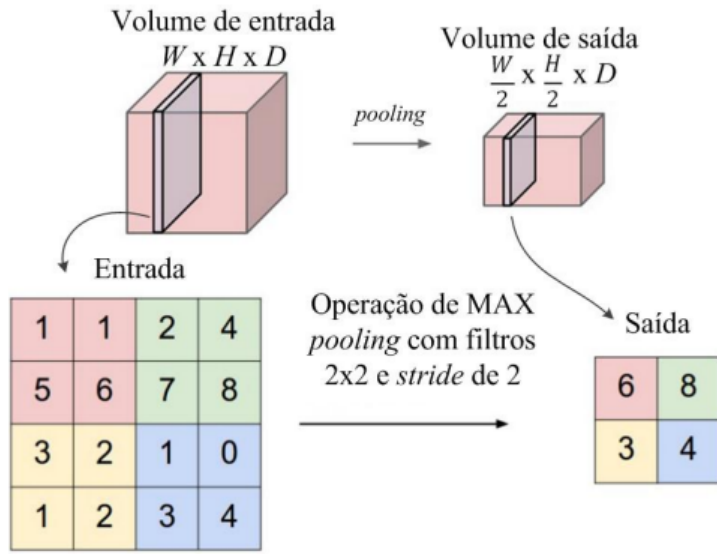 Volume de entrada
W x H x D
Volume de saída
W/2 x H/2 x D
pooling
Entrada
Operação de MAX
pooling com filtros
2x2 e stride de 2
Saída
1 1 2 4
5 6 7 8
3 2 1 0
1 2 3 4
6 8
3 4